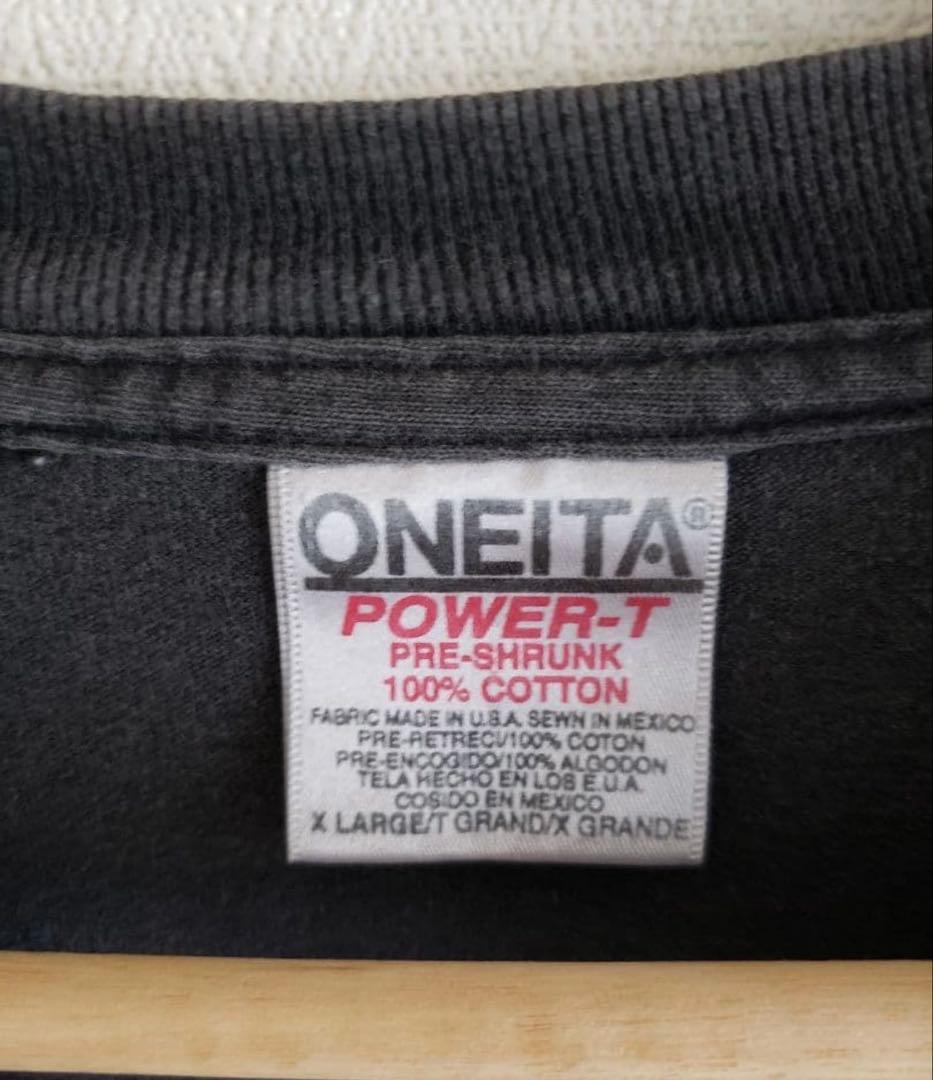 ONEITA®
POWER-T
PRE-SHRUNK
100% COTTON
FABRIC MADE IN U.S.A. SEWN IN MEXICO
PRE-RETRECI/100% COTON
PRE-ENCOGIDO/100% ALGODON
TELA HECHO EN LOS E.U.A.
COSIDO EN MEXICO
X LARGE/T GRAND/X GRANDE